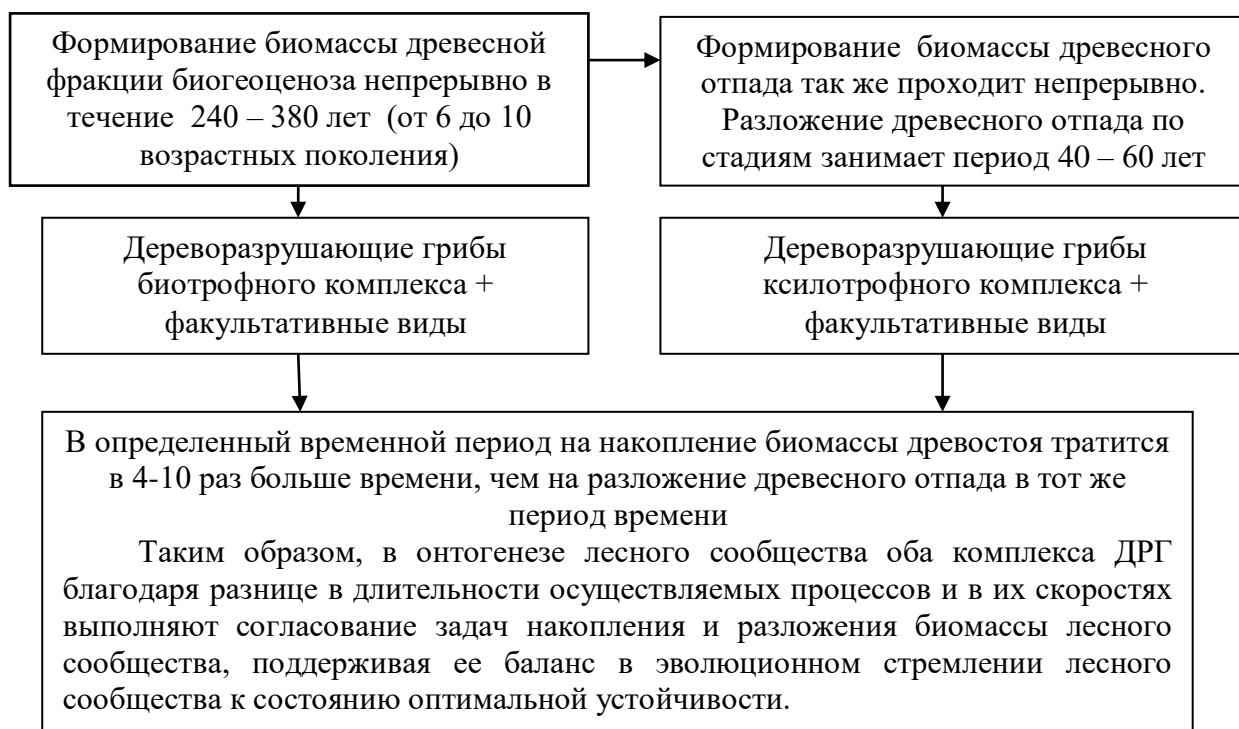 Формирование биомассы древесной
фракции биогеоценоза непрерывно в
течение 240 – 380 лет (от 6 до 10
возрастных поколения)
Формирование биомассы древесного
отпада так же проходит непрерывно.
Разложение древесного отпада по
стадиям занимает период 40 – 60 лет
Дереворазрушающие грибы
биотрофного комплекса +
факультативные виды
Дереворазрушающие грибы
ксилотрофного комплекса +
факультативные виды
В определенный временной период на накопление биомассы древостоя тратится
в 4-10 раз больше времени, чем на разложение древесного отпада в тот же
период времени
Таким образом, в онтогенезе лесного сообщества оба комплекса ДРГ
благодаря разнице в длительности осуществляемых процессов и в их скоростях
выполняют согласование задач накопления и разложения биомассы лесного
сообщества, поддерживая ее баланс в эволюционном стремлении лесного
сообщества к состоянию оптимальной устойчивости.